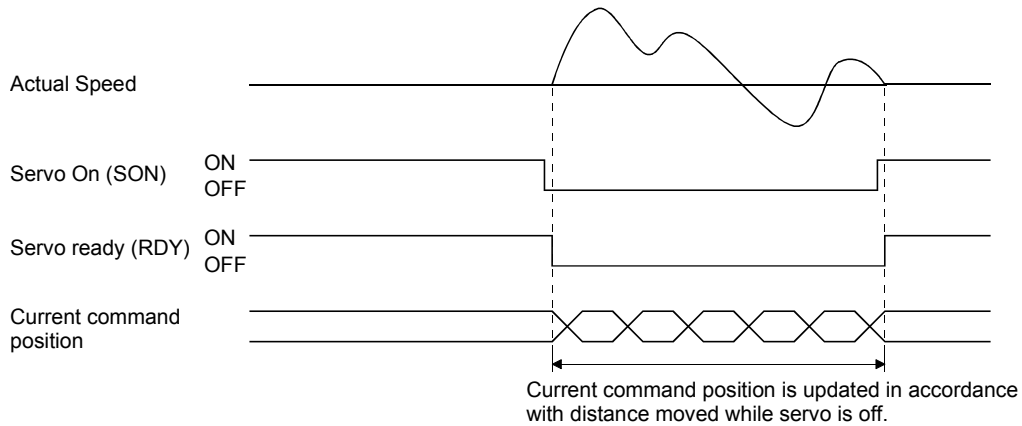 Actual Speed
Servo On (SON)
ON
OFF
Servo ready (RDY)
ON
OFF
Current command
position
Current command position is updated in accordance
with distance moved while servo is off.